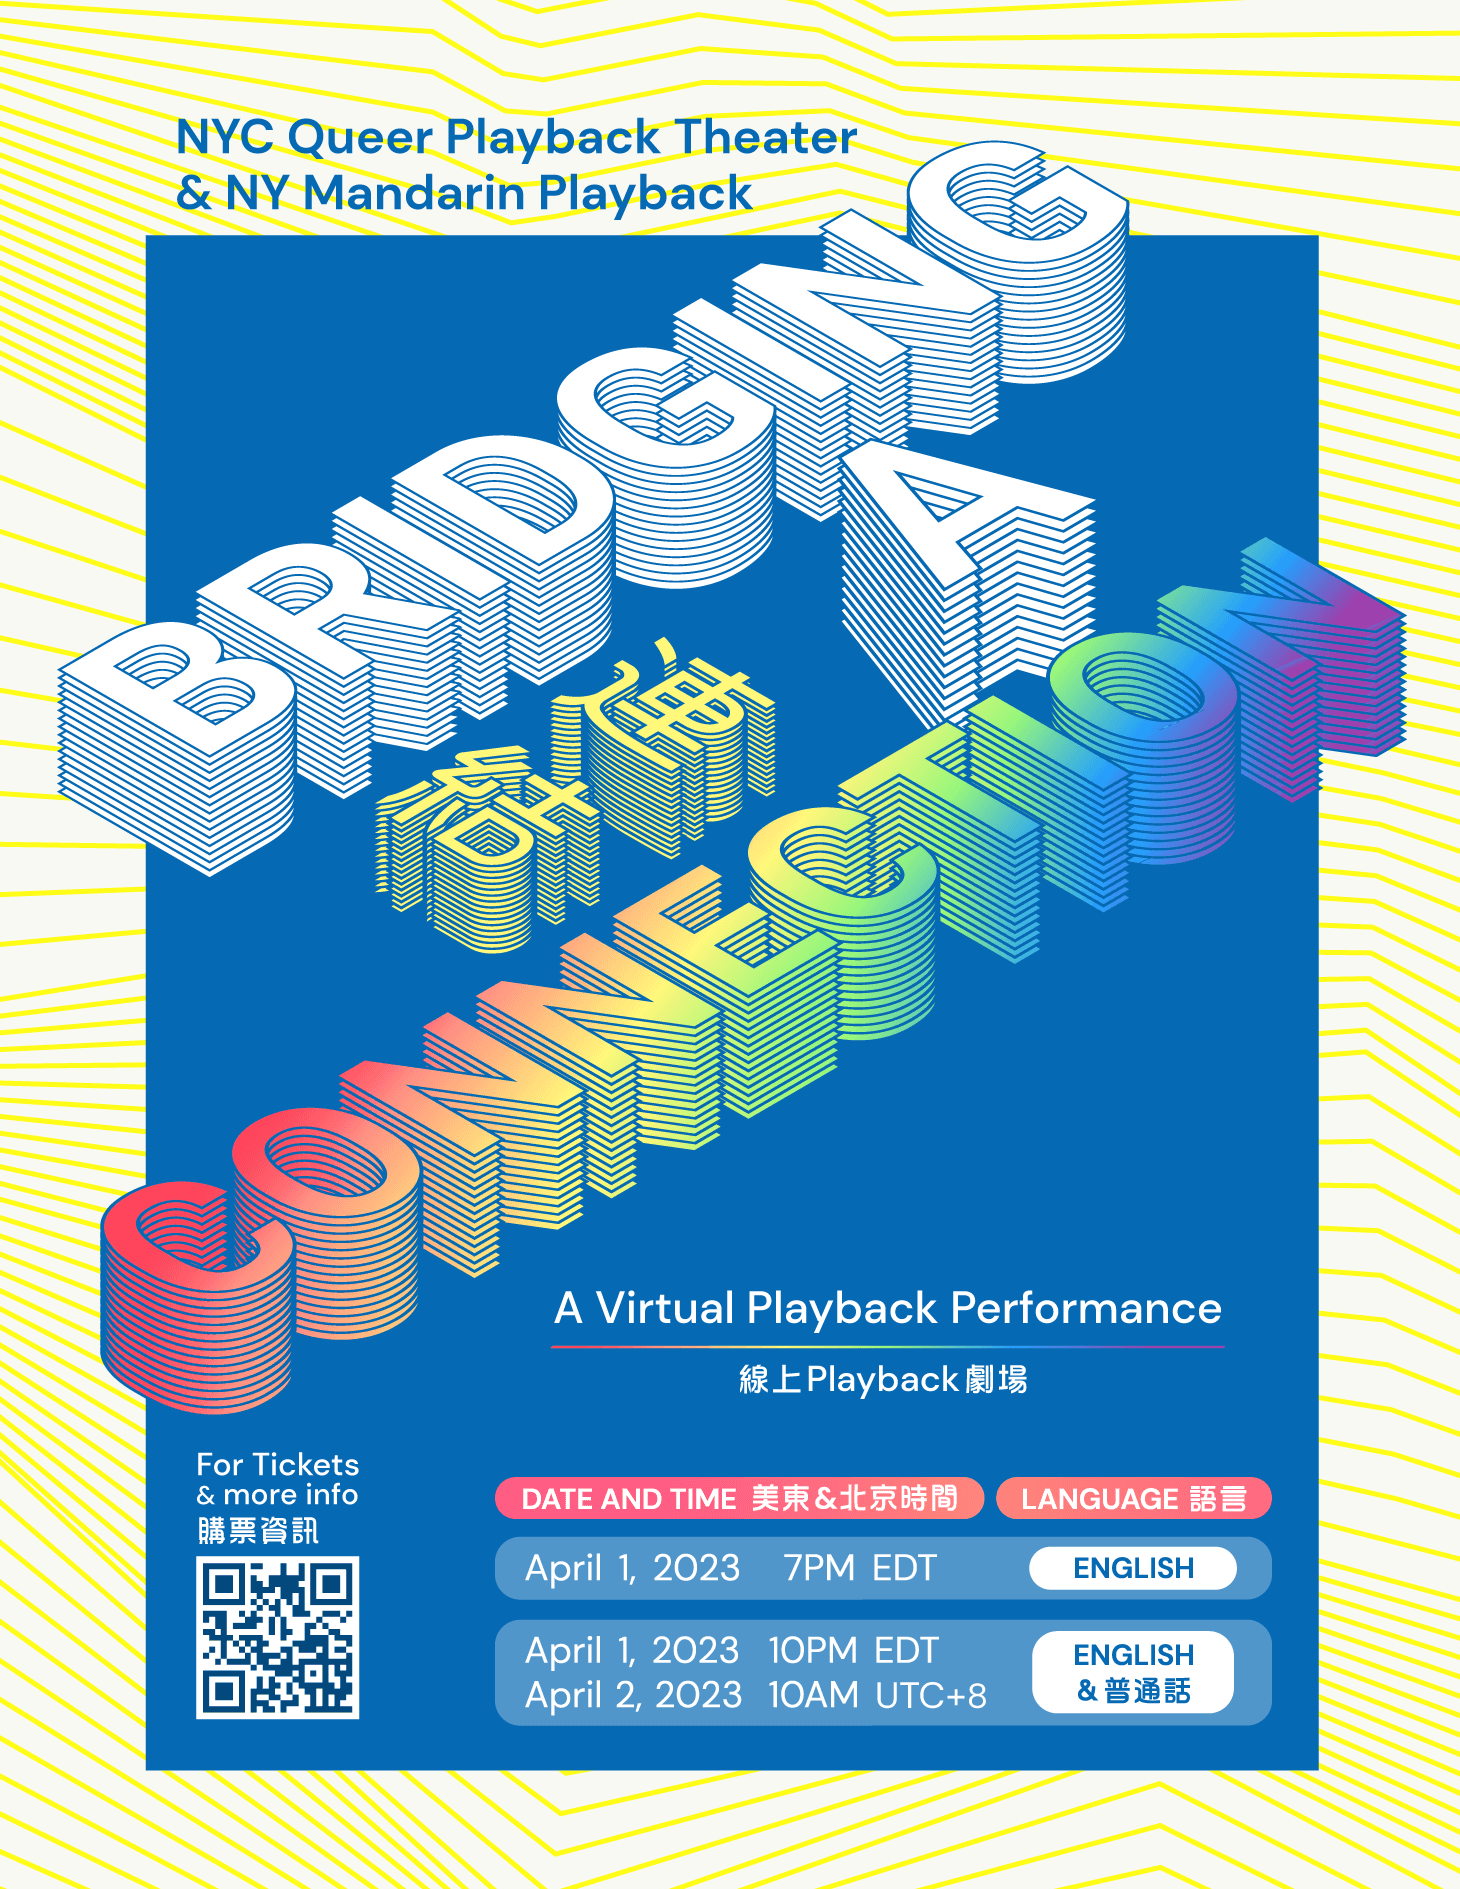 NYC Queer Playback Theater
& NY Mandarin Playback
BRIDGING
A
CONNECTION
A Virtual Playback Performance
線上Playback劇場
For Tickets
& more info
購票資訊
DATE AND TIME 美東&北京時間 LANGUAGE 語言
April 1, 2023 7PM EDT ENGLISH
April 1, 2023 10PM EDT ENGLISH
April 2, 2023 10AM UTC+8 & 普通話